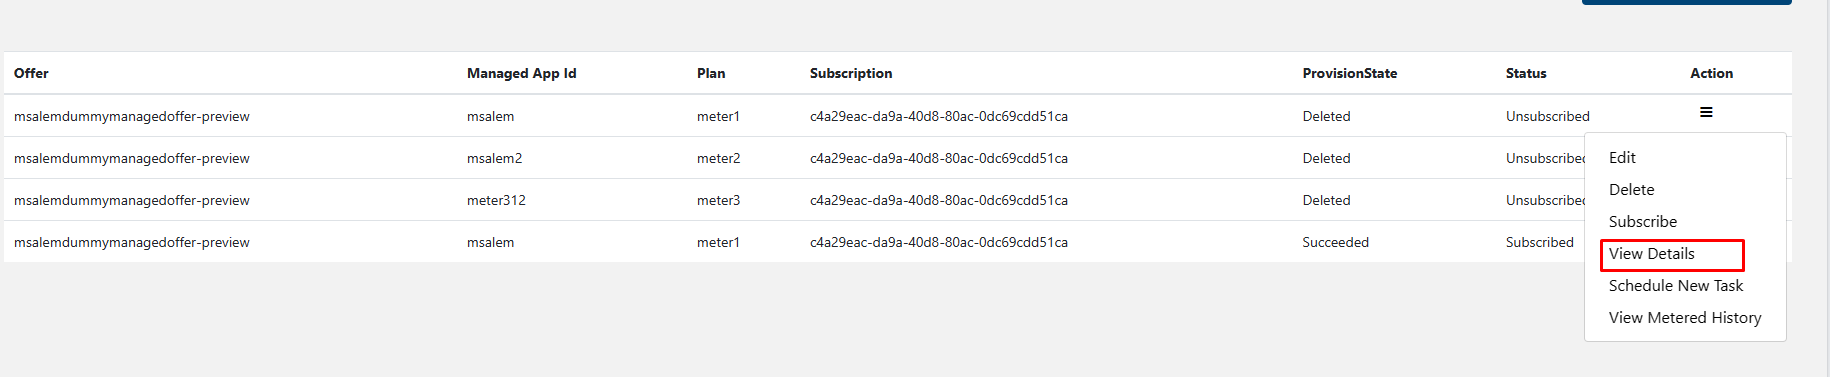 Offer Managed App Id Plan Subscription ProvisionState Status Action
msalemdummymanagedoffer-preview msalem meter1 c4a29eac-da9a-40d8-80ac-0dc69cdd51ca Deleted Unsubscribed
msalemdummymanagedoffer-preview msalem2 meter2 c4a29eac-da9a-40d8-80ac-0dc69cdd51ca Deleted Unsubscribed
msalemdummymanagedoffer-preview meter312 meter3 c4a29eac-da9a-40d8-80ac-0dc69cdd51ca Deleted Unsubscribed
msalemdummymanagedoffer-preview msalem meter1 c4a29eac-da9a-40d8-80ac-0dc69cdd51ca Succeeded Subscribed
Edit
Delete
Subscribe
View Details
Schedule New Task
View Metered History